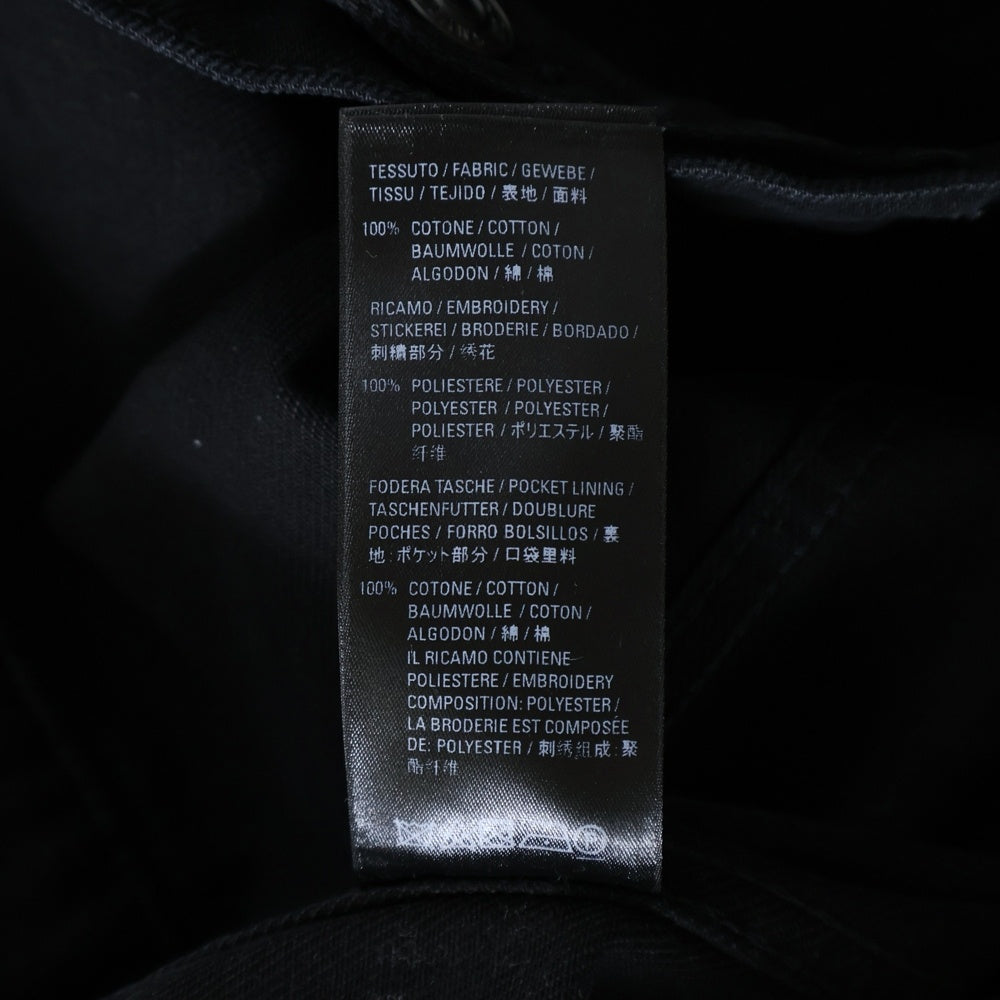 TESSUTO / FABRIC / GEWEBE /
TISSU / TEJIDO / 表地 / 面料
100% COTONE / COTTON /
BAUMWOLLE / COTON /
ALGODON / 綿 / 棉
RICAMO / EMBROIDERY /
STICKEREI / BRODERIE / BORDADO /
刺繍部分 / 绣花
100% POLIESTERE / POLYESTER /
POLYESTER / POLYESTER /
POLIESTER / ポリエステル / 聚酯
纤维
FODERA TASCHE / POCKET LINING /
TASCHENFUTTER / DOUBLURE
POCHES / FORRO BOLSILLOS / 裏
地:ポケット部分 / 口袋里料
100% COTONE / COTTON /
BAUMWOLLE / COTON /
ALGODON / 綿 / 棉
IL RICAMO CONTIENE
POLIESTERE / EMBROIDERY
COMPOSITION: POLYESTER /
LA BRODERIE EST COMPOSÉE
DE: POLYESTER / 刺绣组成:聚
酯纤维